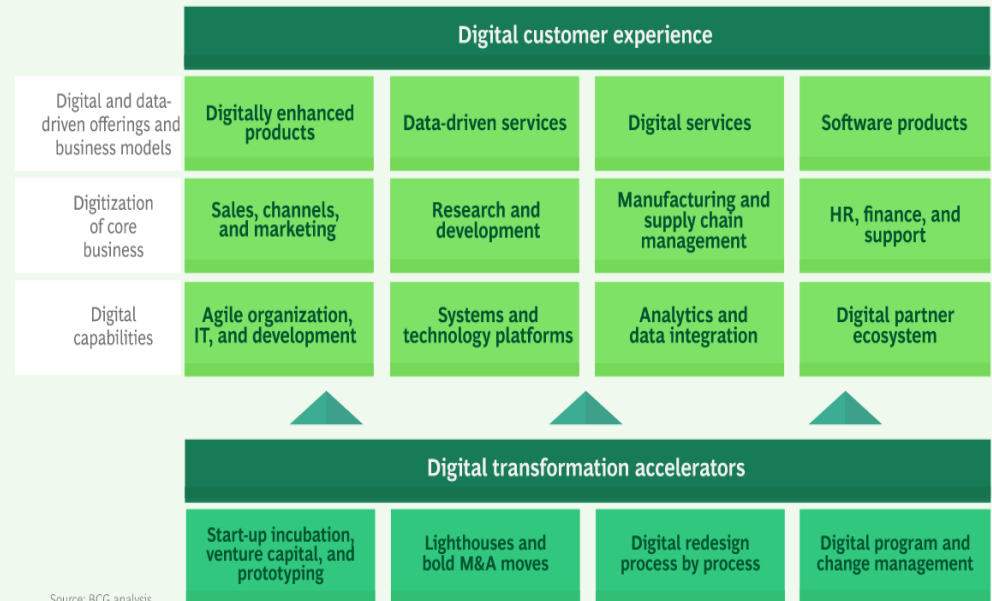 Digital customer experience
Digital and data-
driven offerings and
business models
Digitally enhanced
products
Data-driven services
Digital services
Software products
Digitization
of core
business
Sales, channels,
and marketing
Research and
development
Manufacturing and
supply chain
management
HR, finance, and
support
Digital
capabilities
Agile organization,
IT, and development
Systems and
technology platforms
Analytics and
data integration
Digital partner
ecosystem
Digital transformation accelerators
Start-up incubation,
venture capital, and
prototyping
Lighthouses and
bold M&A moves
Digital redesign
process by process
Digital program and
change management
Source: BCG analysis